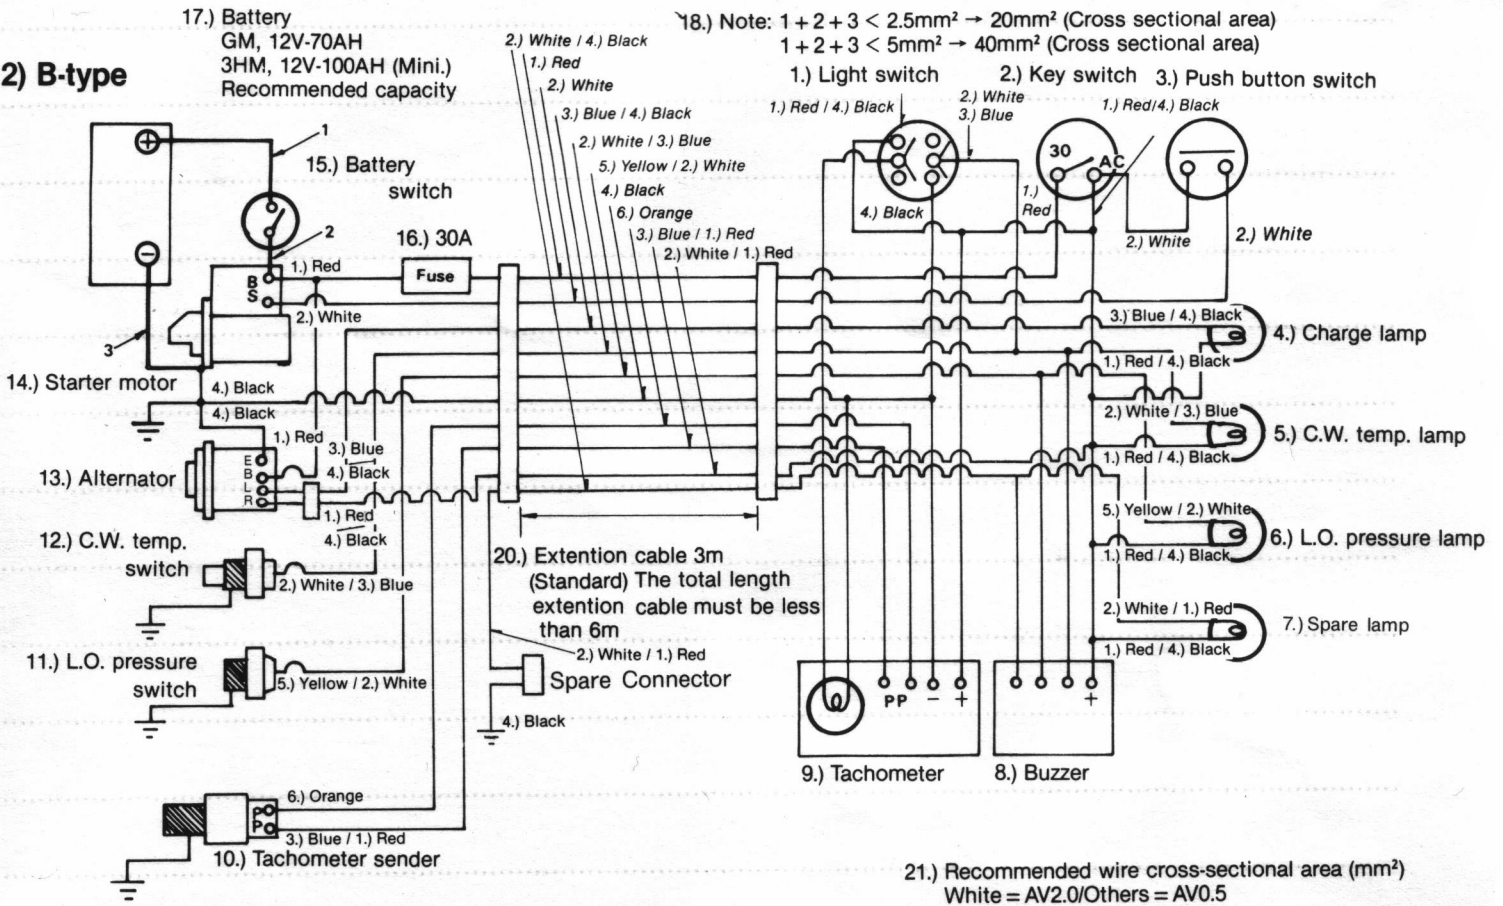 17.) Battery
GM, 12V-70AH
3HM, 12V-100AH (Mini.)
Recommended capacity
2) B-type
18.) Note: 1 + 2 + 3 < 2.5mm² → 20mm² (Cross sectional area)
1 + 2 + 3 < 5mm² → 40mm² (Cross sectional area)
1.) Light switch
2.) Key switch
3.) Push button switch
2.) White / 4.) Black
1.) Red
2.) White
3.) Blue / 4.) Black
2.) White / 3.) Blue
5.) Yellow / 2.) White
4.) Black
6.) Orange
3.) Blue / 1.) Red
2.) White / 1.) Red
1.) Red / 4.) Black
2.) White
3.) Blue
1.) Red/4.) Black
30
AC
4.) Black
1.)
Red
2.) White
2.) White
+
−
1
15.) Battery
switch
2
16.) 30A
Fuse
1.) Red
B
S
2.) White
3
14.) Starter motor
4.) Black
4.) Black
1.) Red
3.) Blue
4.) Black
13.) Alternator
E
B
L
R
1.) Red
4.) Black
12.) C.W. temp.
switch
2.) White / 3.) Blue
11.) L.O. pressure
switch
5.) Yellow / 2.) White
6.) Orange
P
P
3.) Blue / 1.) Red
10.) Tachometer sender
20.) Extention cable 3m
(Standard) The total length
extention cable must be less
than 6m
2.) White / 1.) Red
Spare Connector
4.) Black
3.) Blue / 4.) Black
4.) Charge lamp
1.) Red / 4.) Black
2.) White / 3.) Blue
5.) C.W. temp. lamp
1.) Red / 4.) Black
5.) Yellow / 2.) White
6.) L.O. pressure lamp
1.) Red / 4.) Black
2.) White / 1.) Red
7.) Spare lamp
1.) Red / 4.) Black
PP − +
+
9.) Tachometer
8.) Buzzer
21.) Recommended wire cross-sectional area (mm²)
White = AV2.0/Others = AV0.5